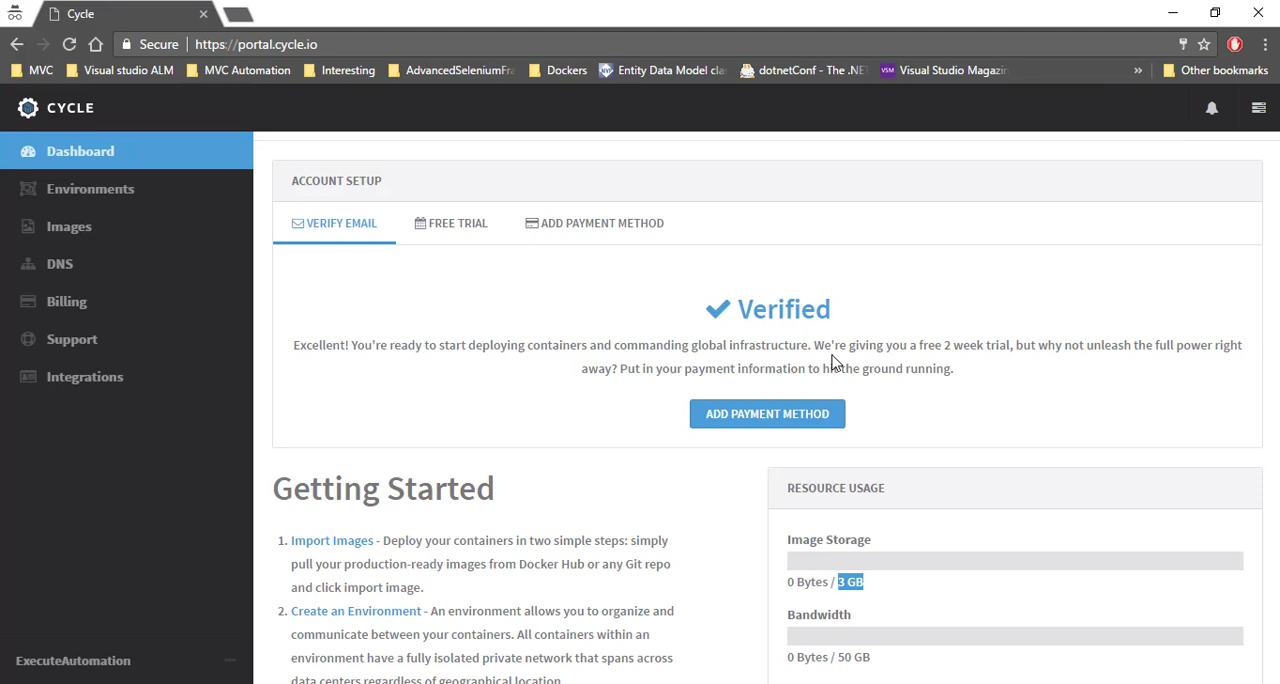 Cycle
Secure
https://portal.cycle.io
MVC
Visual studio ALM
MVC Automation
Interesting
AdvancedSeleniumFra
Dockers
Entity Data Model cla
dotnetConf - The .NE
Visual Studio Magazin
»
Other bookmarks
CYCLE
Dashboard
Environments
Images
DNS
Billing
Support
Integrations
ExecuteAutomation
ACCOUNT SETUP
VERIFY EMAIL
FREE TRIAL
ADD PAYMENT METHOD
Verified
Excellent! You're ready to start deploying containers and commanding global infrastructure. We're giving you a free 2 week trial, but why not unleash the full power right
away? Put in your payment information to hit the ground running.
ADD PAYMENT METHOD
Getting Started
1. Import Images - Deploy your containers in two simple steps: simply
pull your production-ready images from Docker Hub or any Git repo
and click import image.
2. Create an Environment - An environment allows you to organize and
communicate between your containers. All containers within an
environment have a fully isolated private network that spans across
data centers regardless of geographical location.
RESOURCE USAGE
Image Storage
0 Bytes / 3 GB
Bandwidth
0 Bytes / 50 GB